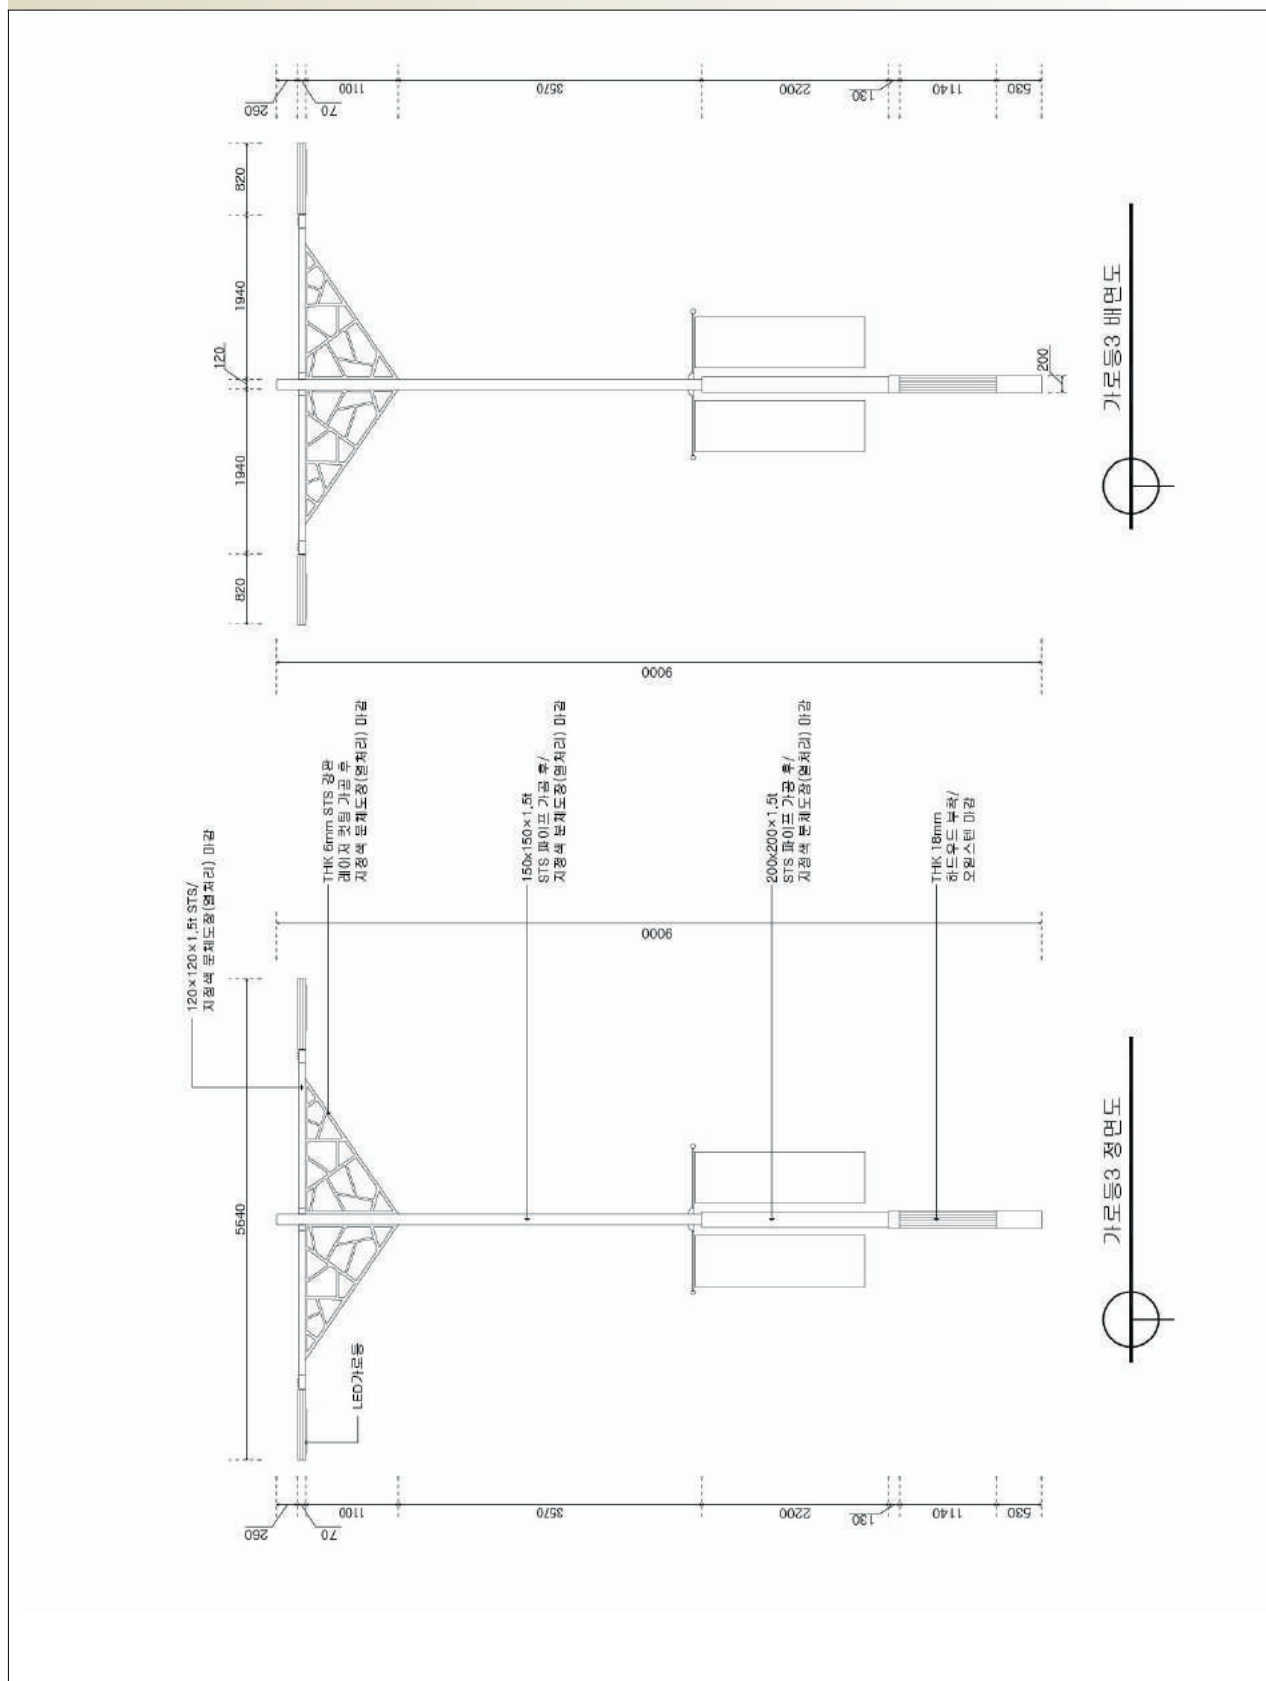 260
70
1100
3570
2200
130
1140
530
820
1940
120
1940
820
200
9000
가로등3 배면도
120×120×1.5t STS/
지정색 분체도장(열처리) 마감
THK 6mm STS 강판
레이저 컷팅 가공 후
지정색 분체도장(열처리) 마감
150x150×1.5t
STS 파이프 가공 후/
지정색 분체도장(열처리) 마감
200x200×1.5t
STS 파이프 가공 후/
지정색 분체도장(열처리) 마감
THK 18mm
하드우드 부착/
오일스텐 마감
9000
5640
LED가로등
260
70
1100
3570
2200
130
1140
530
가로등3 정면도